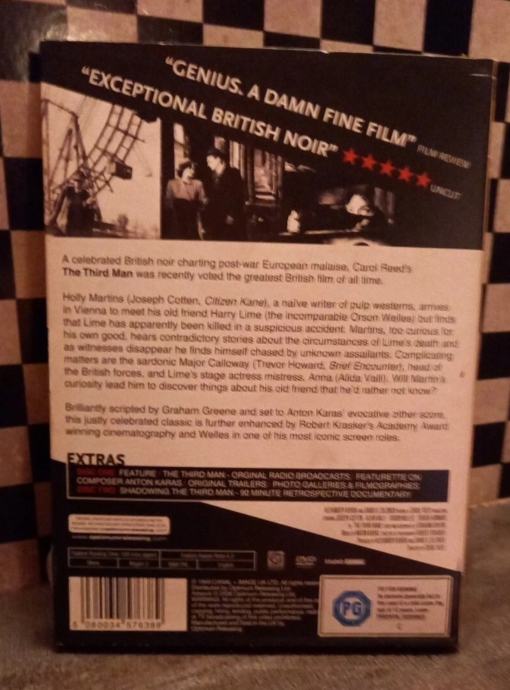 "GENIUS. A DAMN FINE FILM" FILM REVIEW
"EXCEPTIONAL BRITISH NOIR" ★★★★★ UNCUT
A celebrated British noir charting post-war European malaise, Carol Reed's
The Third Man was recently voted the greatest British film of all time.
Holly Martins (Joseph Cotten, Citizen Kane), a naïve writer of pulp westerns, arrives
in Vienna to meet his old friend Harry Lime (the incomparable Orson Welles) but finds
that Lime has apparently been killed in a suspicious accident. Martins, too curious for
his own good, hears contradictory stories about the circumstances of Lime's death and
as witnesses disappear he finds himself chased by unknown assailants. Complicating
matters are the sardonic Major Calloway (Trevor Howard, Brief Encounter), head of
the British forces, and Lime's stage actress mistress, Anna (Alida Valli). Will Martin's
curiosity lead him to discover things about his old friend that he'd rather not know?
Brilliantly scripted by Graham Greene and set to Anton Karas' evocative zither score,
this justly celebrated classic is further enhanced by Robert Krasker's Academy Award
winning cinematography and Welles in one of his most iconic screen roles.
EXTRAS
DISC ONE FEATURE · THE THIRD MAN · ORIGINAL RADIO BROADCASTS · FEATURETTE ON
COMPOSER ANTON KARAS · ORIGINAL TRAILERS · PHOTO GALLERIES & FILMOGRAPHIES
DISC TWO SHADOWING THE THIRD MAN - 90 MINUTE RETROSPECTIVE DOCUMENTARY
DVD
5 060034 576389
PG